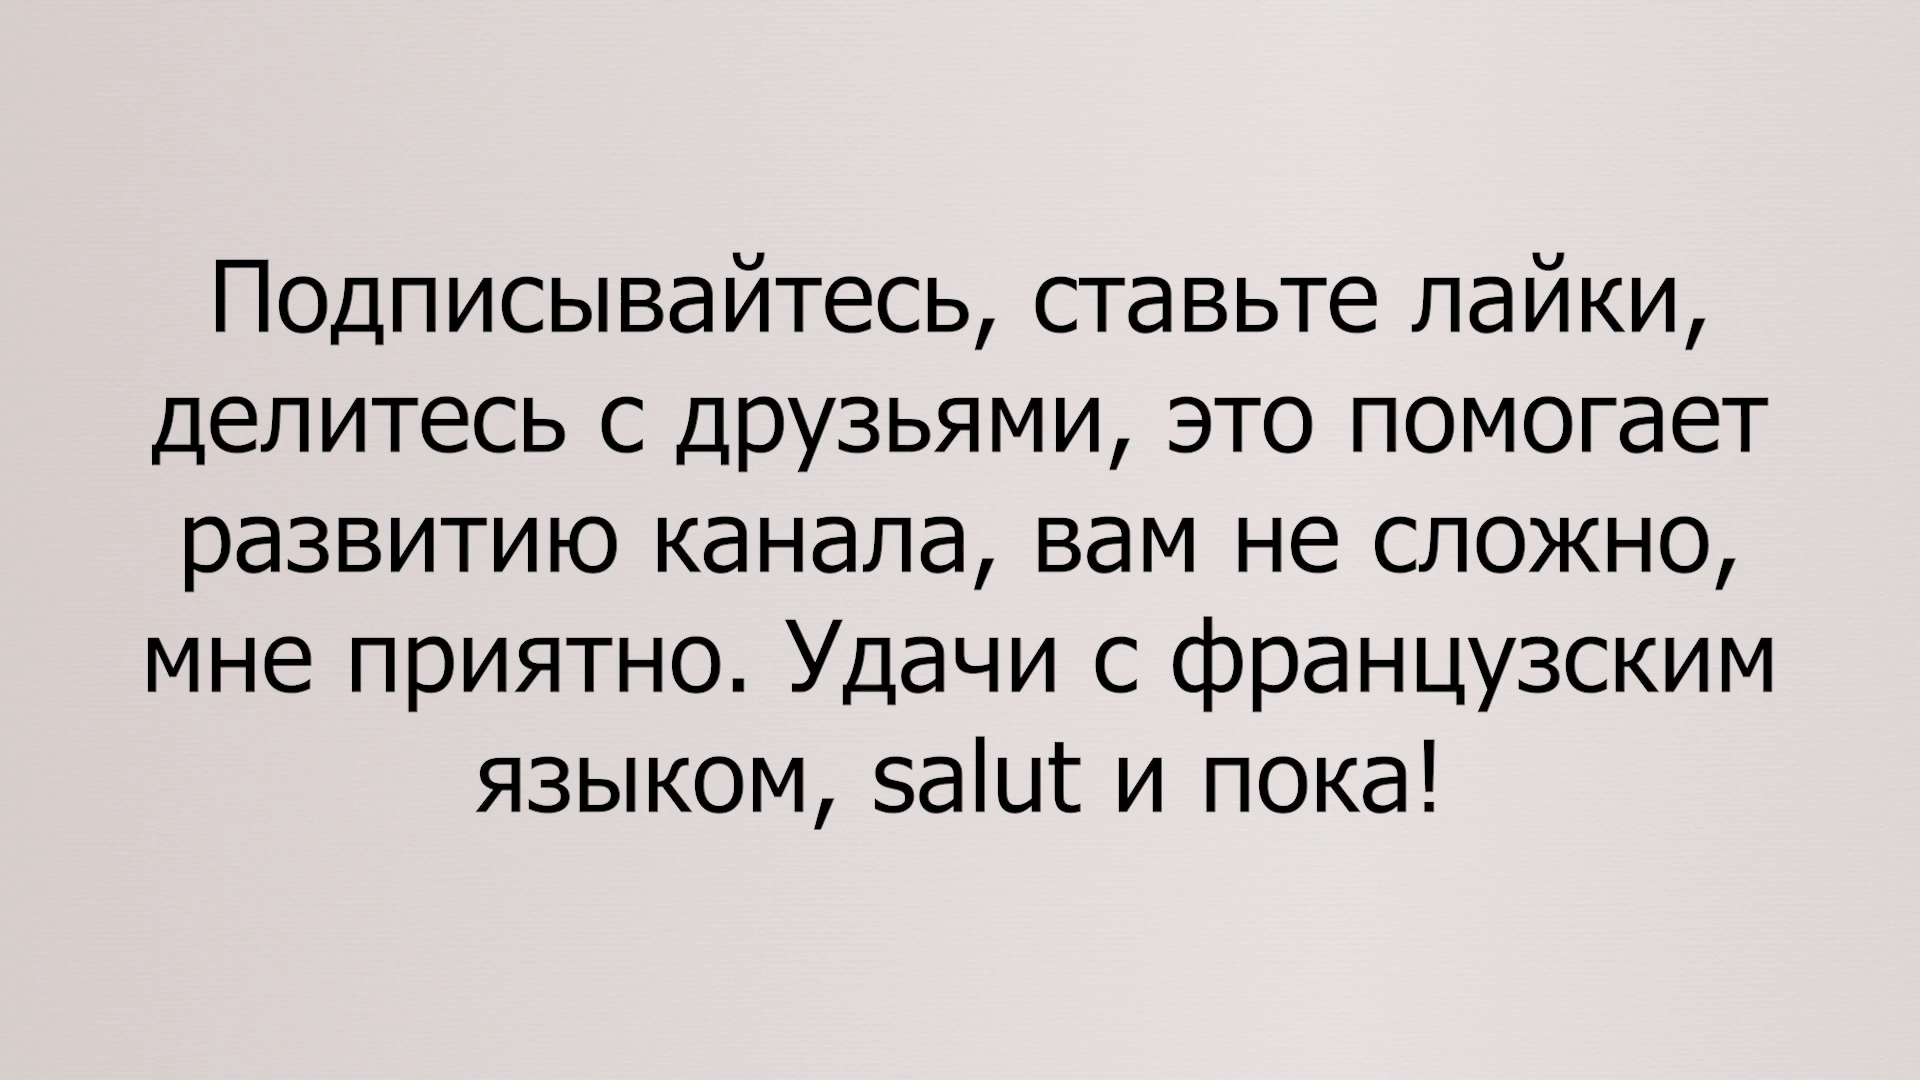 Подписывайтесь, ставьте лайки,
делитесь с друзьями, это помогает
развитию канала, вам не сложно,
мне приятно. Удачи с французским
языком, salut и пока!